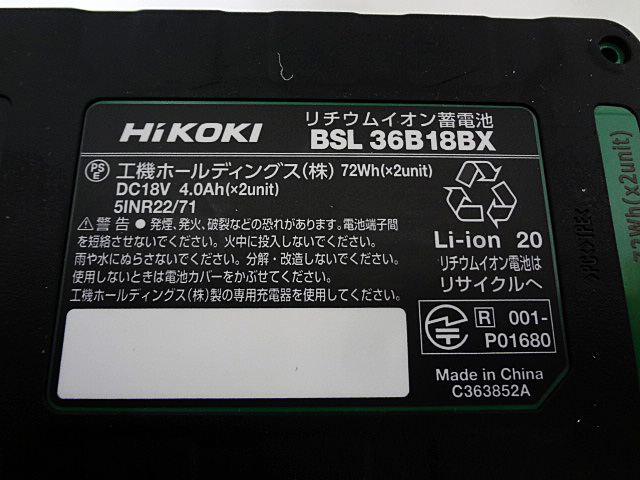 HiKOKI
リチウムイオン蓄電池
BSL 36B18BX
PS E
工機ホールディングス(株) 72Wh(×2unit)
DC18V 4.0Ah(×2unit)
5INR22/71
⚠警告 ● 発煙、発火、破裂などの恐れがあります。電池端子間
を短絡させないでください。火中に投入しないでください。
雨や水にぬらさないでください。分解・改造しないでください。
使用しないときは電池カバーをかぶせてください。
工機ホールディングス(株)製の専用充電器を使用してください。
Li-ion 20
リチウムイオン電池は
リサイクルへ
R 001-
P01680
Made in China
C363852A
72Wh(×2unit)
>PC<>TPE<